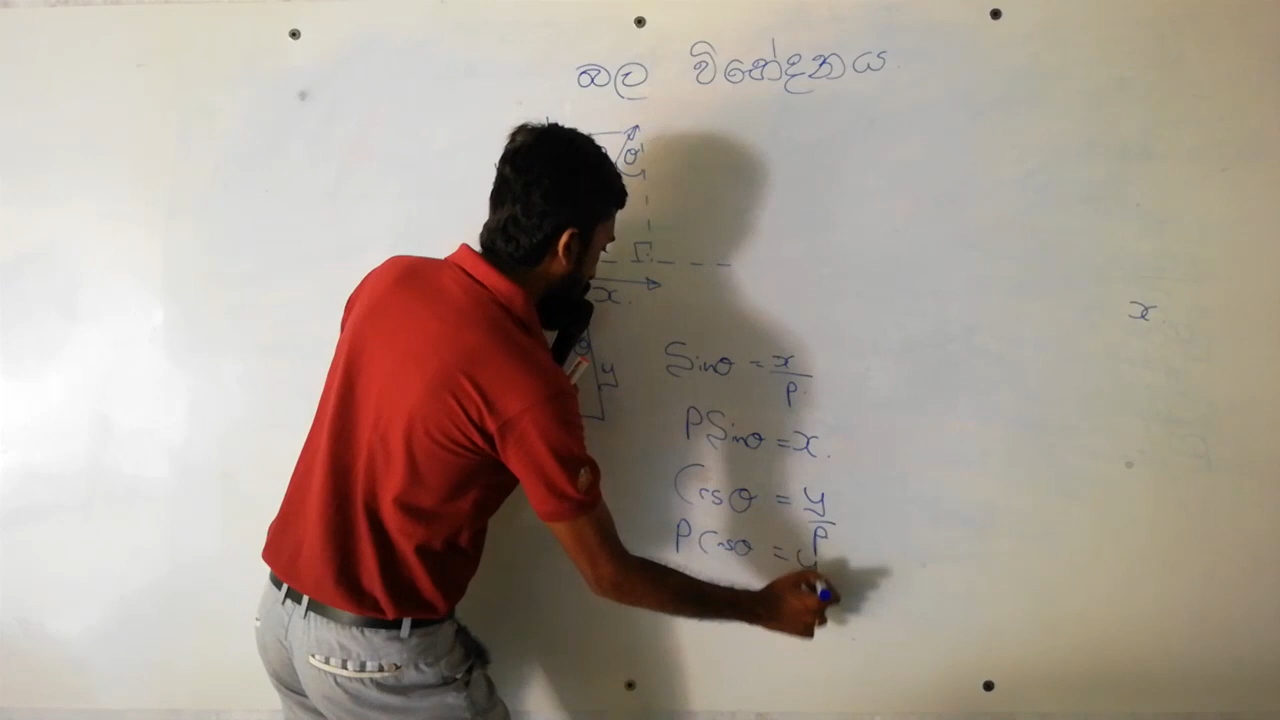 බල විභේදනය
θ
x.
θ
y
Sinθ = x/P.
PSinθ = x.
Cosθ = y/P
PCosθ = y
x.